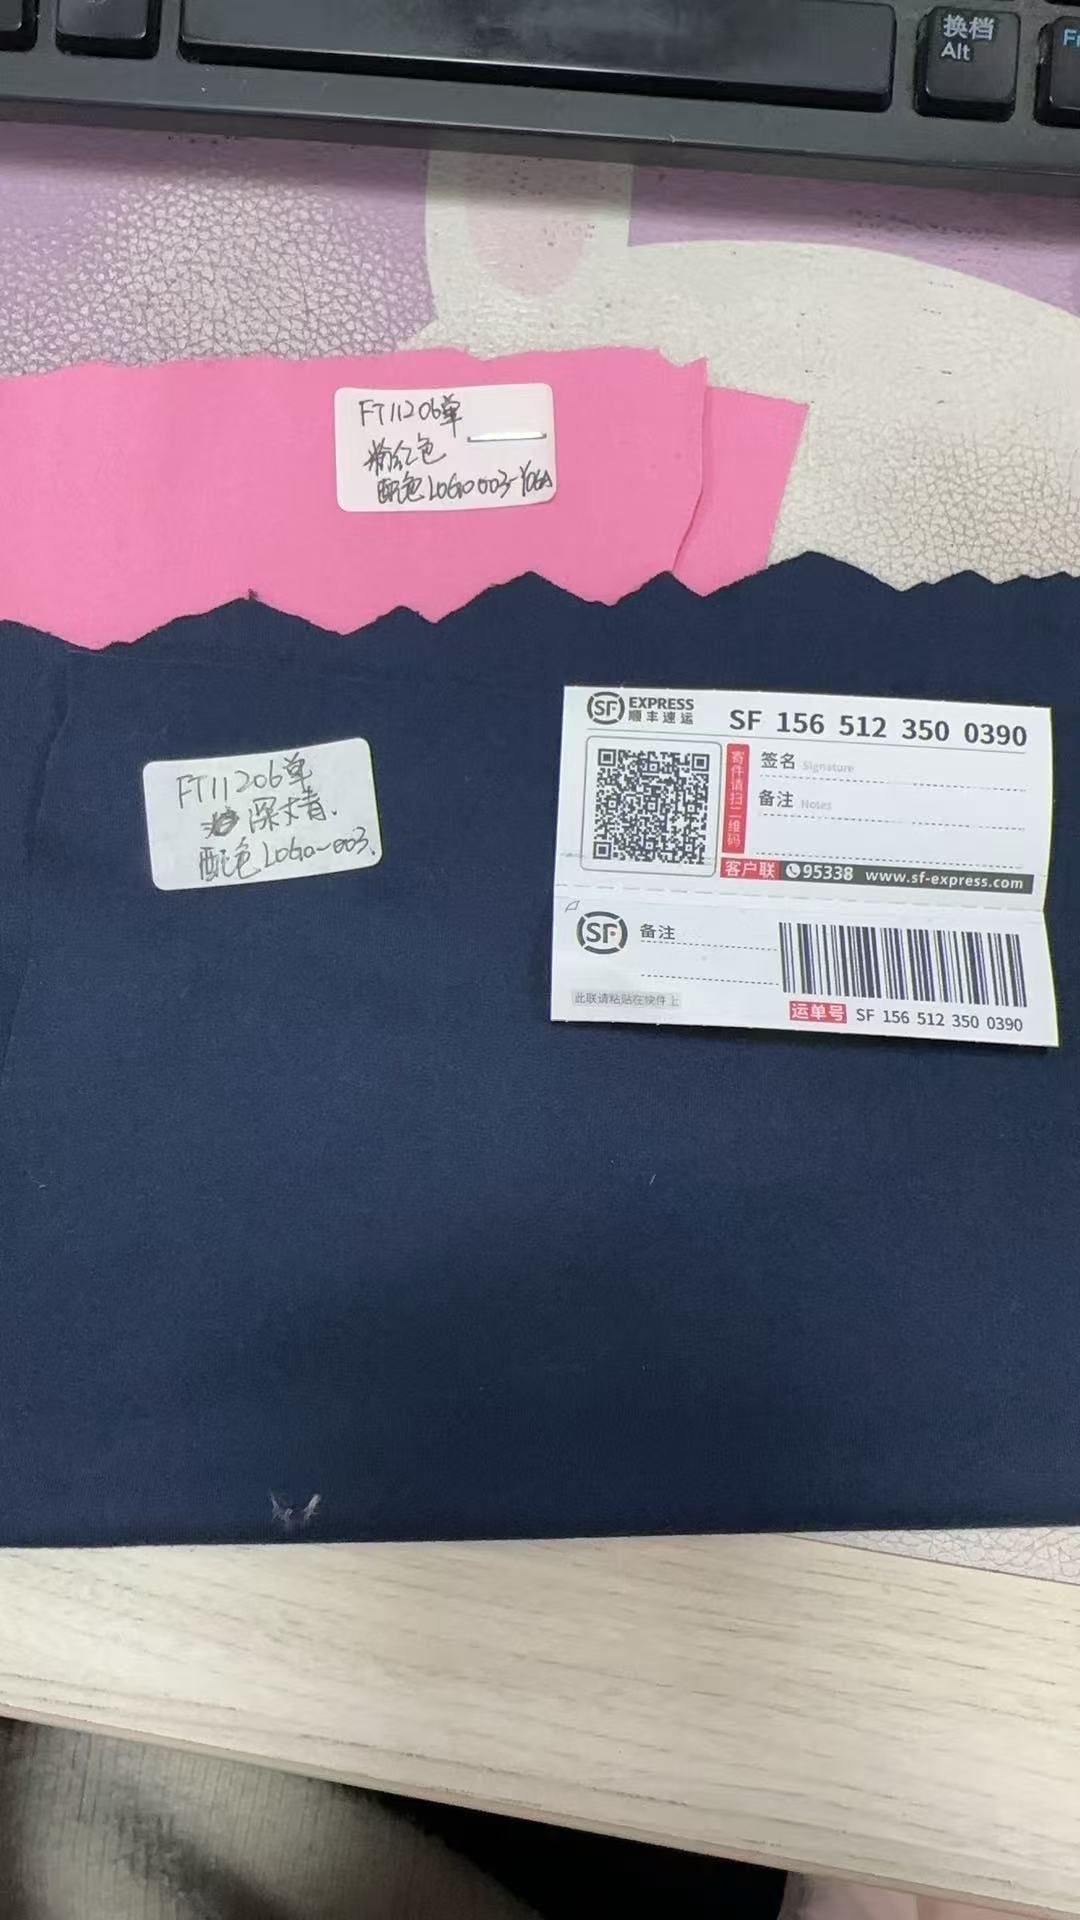 换档
Alt
Fn
FT11206单
粉红色
配色LOGO003-YOGA
FT11206单
深丈青.
配色LOGO-003.
SF EXPRESS
顺丰速运
SF 156 512 350 0390
寄件请扫二维码
签名 Signature
备注 Notes
客户联 95338 www.sf-express.com
SF 备注
此联请粘贴在快件上
运单号 SF 156 512 350 0390